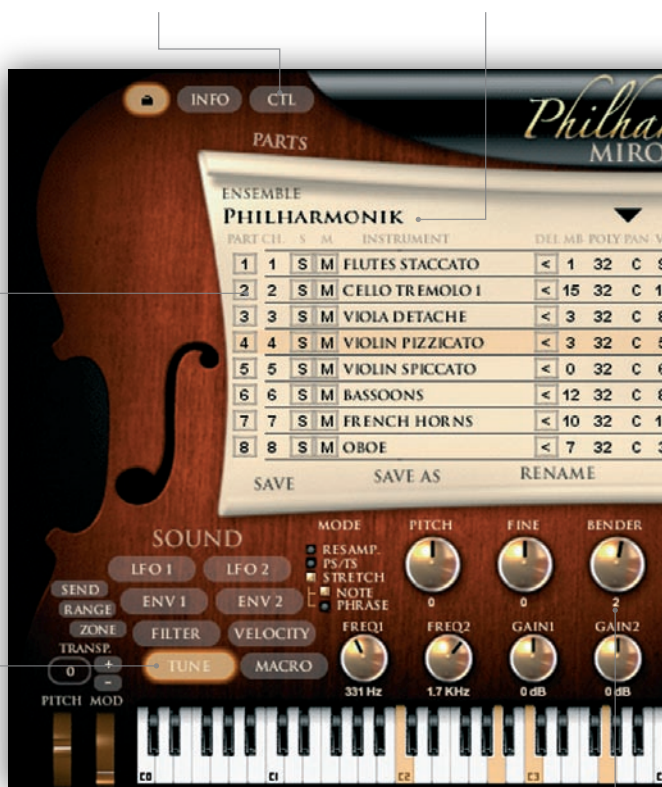 INFO CTL
Philha
MIRO
PARTS
ENSEMBLE
PHILHARMONIK
PART CH. S M INSTRUMENT DEL MB POLY PAN V
1 1 S M FLUTES STACCATO < 1 32 C
2 2 S M CELLO TREMOLO 1 < 15 32 C 1
3 3 S M VIOLA DETACHE < 3 32 C
4 4 S M VIOLIN PIZZICATO < 3 32 C
5 5 S M VIOLIN SPICCATO < 0 32 C
6 6 S M BASSOONS < 12 32 C
7 7 S M FRENCH HORNS < 10 32 C 1
8 8 S M OBOE < 7 32 C
SAVE SAVE AS RENAME
SOUND
MODE PITCH FINE BENDER
RESAMP.
PS/TS
STRETCH
NOTE
PHRASE
0 0 2
LFO 1 LFO 2
SEND
RANGE
ENV 1 ENV 2
ZONE
FILTER VELOCITY
FREQ1 FREQ2 GAIN1 GAIN2
TRANSP.
0 + −
TUNE MACRO
331 Hz 1.7 KHz 0 dB 0 dB
PITCH MOD
C0 C1 C2 C3